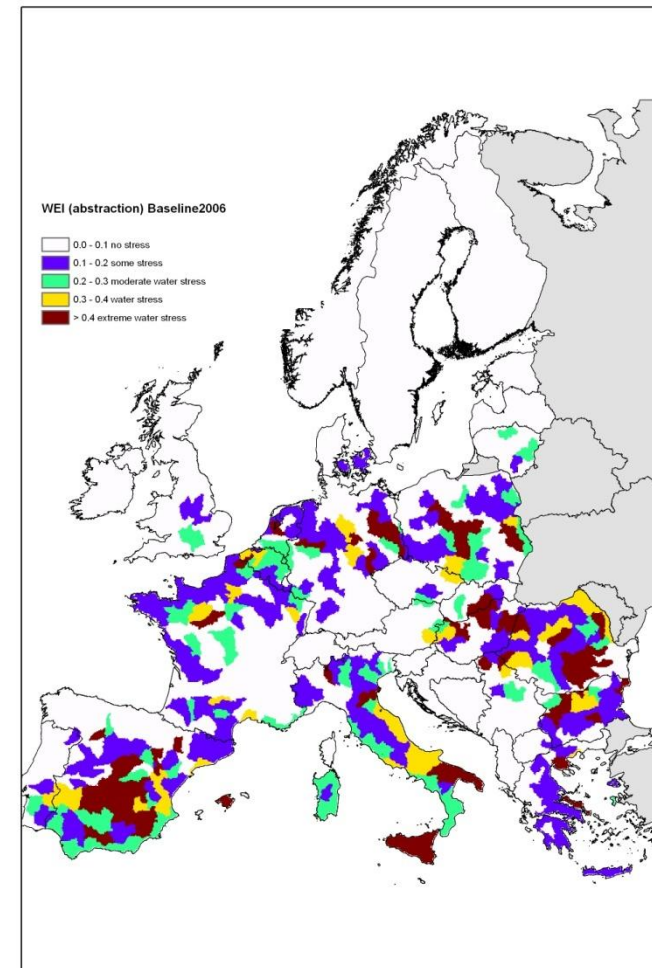 WEI (abstraction) Baseline2006
0.0 - 0.1 no stress
0.1 - 0.2 some stress
0.2 - 0.3 moderate water stress
0.3 - 0.4 water stress
> 0.4 extreme water stress